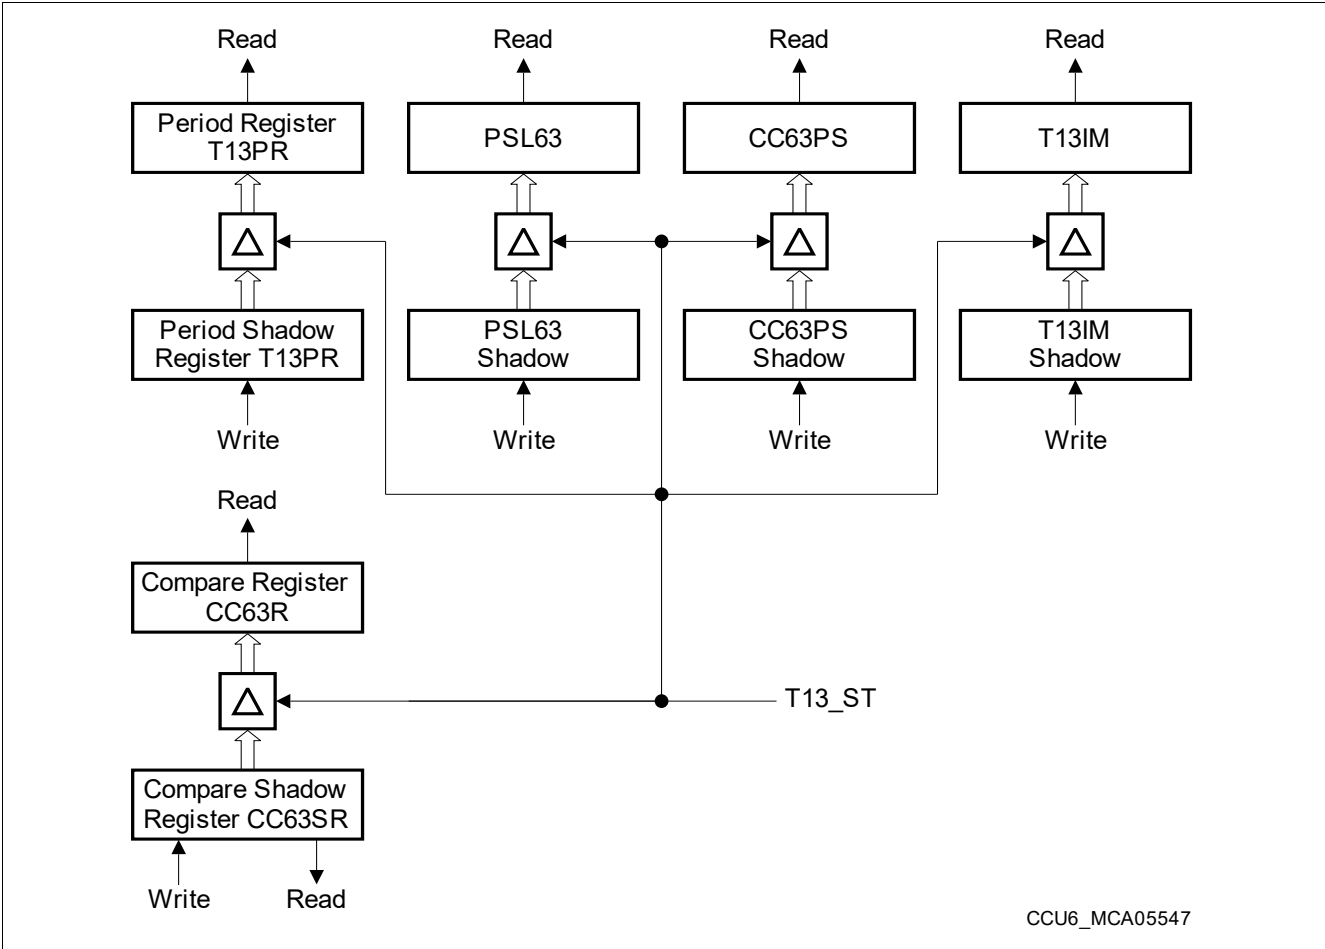 Read
Read
Read
Read
Period Register
T13PR
PSL63
CC63PS
T13IM
Period Shadow
Register T13PR
PSL63
Shadow
CC63PS
Shadow
T13IM
Shadow
Write
Write
Write
Write
Read
Compare Register
CC63R
T13_ST
Compare Shadow
Register CC63SR
Write
Read
CCU6_MCA05547